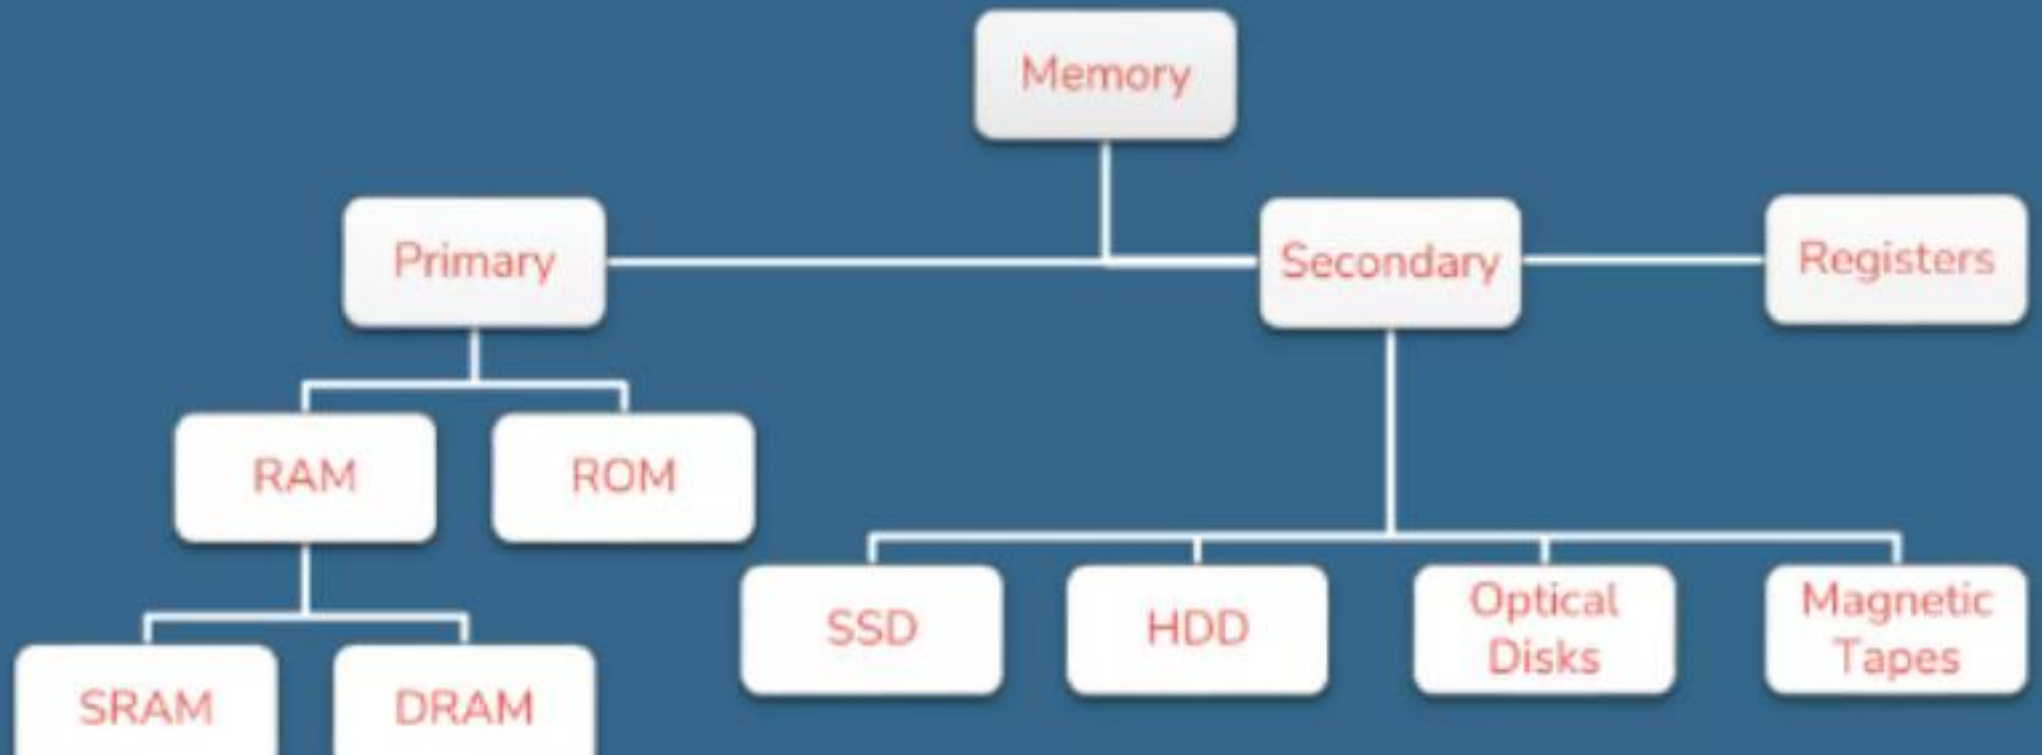 Memory
Primary
Secondary
Registers
RAM
ROM
SSD
HDD
Optical
Disks
Magnetic
Tapes
SRAM
DRAM